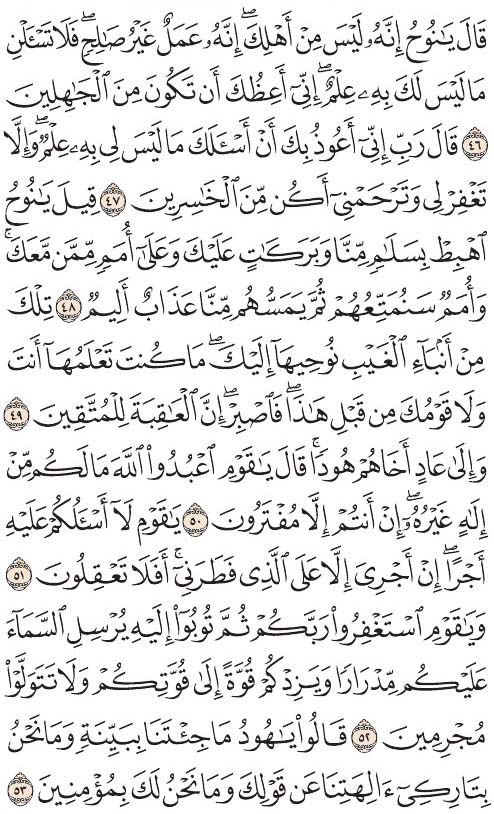 قَالَ يَٰنُوحُ إِنَّهُۥ لَيْسَ مِنْ أَهْلِكَ ۖ إِنَّهُۥ عَمَلٌ غَيْرُ صَٰلِحٍ ۖ فَلَا تَسْـَٔلْنِ
مَا لَيْسَ لَكَ بِهِۦ عِلْمٌ ۖ إِنِّىٓ أَعِظُكَ أَن تَكُونَ مِنَ ٱلْجَٰهِلِينَ
٤٦ قَالَ رَبِّ إِنِّىٓ أَعُوذُ بِكَ أَنْ أَسْـَٔلَكَ مَا لَيْسَ لِى بِهِۦ عِلْمٌ ۖ وَإِلَّا
تَغْفِرْ لِى وَتَرْحَمْنِىٓ أَكُن مِّنَ ٱلْخَٰسِرِينَ ٤٧ قِيلَ يَٰنُوحُ
ٱهْبِطْ بِسَلَٰمٍ مِّنَّا وَبَرَكَٰتٍ عَلَيْكَ وَعَلَىٰٓ أُمَمٍ مِّمَّن مَّعَكَ ۚ
وَأُمَمٌ سَنُمَتِّعُهُمْ ثُمَّ يَمَسُّهُم مِّنَّا عَذَابٌ أَلِيمٌ ٤٨ تِلْكَ
مِنْ أَنۢبَآءِ ٱلْغَيْبِ نُوحِيهَآ إِلَيْكَ ۖ مَا كُنتَ تَعْلَمُهَآ أَنتَ
وَلَا قَوْمُكَ مِن قَبْلِ هَٰذَا ۖ فَٱصْبِرْ ۖ إِنَّ ٱلْعَٰقِبَةَ لِلْمُتَّقِينَ ٤٩
وَإِلَىٰ عَادٍ أَخَاهُمْ هُودًا ۚ قَالَ يَٰقَوْمِ ٱعْبُدُوا۟ ٱللَّهَ مَا لَكُم مِّنْ
إِلَٰهٍ غَيْرُهُۥٓ ۖ إِنْ أَنتُمْ إِلَّا مُفْتَرُونَ ٥٠ يَٰقَوْمِ لَآ أَسْـَٔلُكُمْ عَلَيْهِ
أَجْرًا ۖ إِنْ أَجْرِىَ إِلَّا عَلَى ٱلَّذِى فَطَرَنِىٓ ۚ أَفَلَا تَعْقِلُونَ ٥١
وَيَٰقَوْمِ ٱسْتَغْفِرُوا۟ رَبَّكُمْ ثُمَّ تُوبُوٓا۟ إِلَيْهِ يُرْسِلِ ٱلسَّمَآءَ
عَلَيْكُم مِّدْرَارًا وَيَزِدْكُمْ قُوَّةً إِلَىٰ قُوَّتِكُمْ وَلَا تَتَوَلَّوْا۟
مُجْرِمِينَ ٥٢ قَالُوا۟ يَٰهُودُ مَا جِئْتَنَا بِبَيِّنَةٍ وَمَا نَحْنُ
بِتَارِكِىٓ ءَالِهَتِنَا عَن قَوْلِكَ وَمَا نَحْنُ لَكَ بِمُؤْمِنِينَ ٥٣